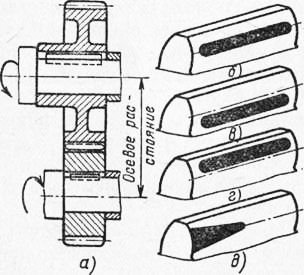 Осевое рас-
стояние
а)
б)
в)
г)
д)